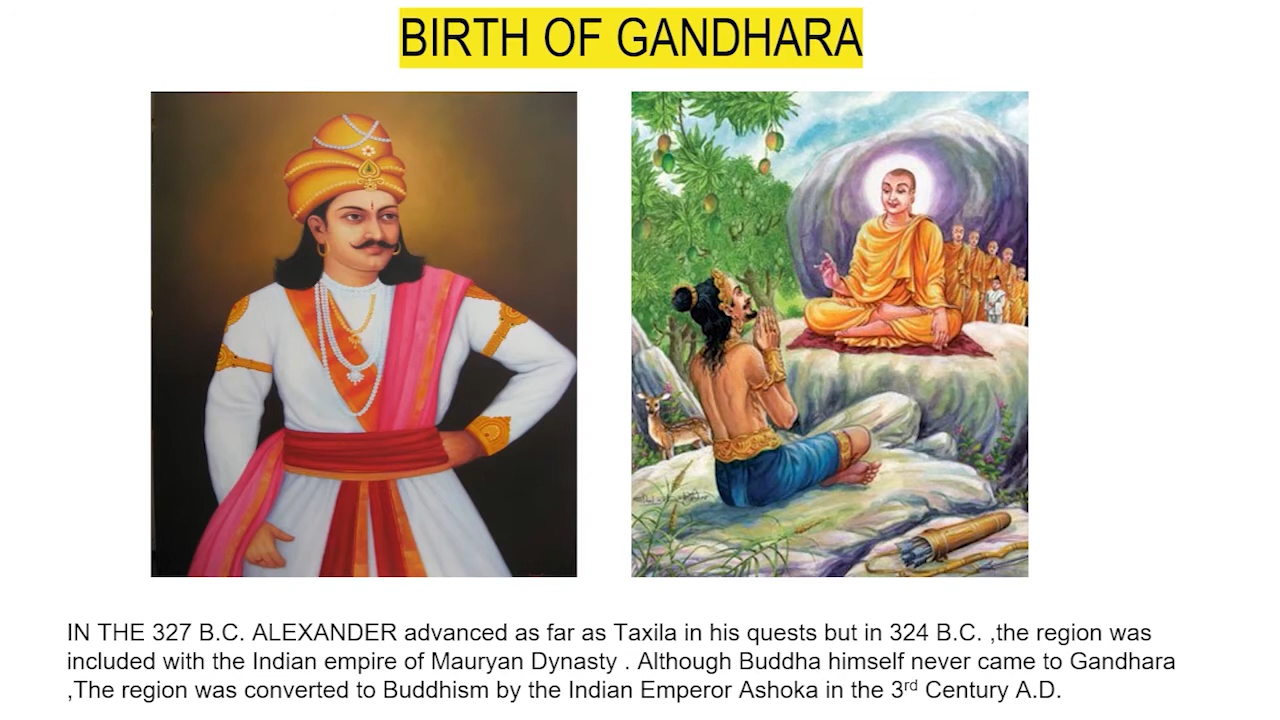 BIRTH OF GANDHARA
IN THE 327 B.C. ALEXANDER advanced as far as Taxila in his quests but in 324 B.C. ,the region was
included with the Indian empire of Mauryan Dynasty . Although Buddha himself never came to Gandhara
,The region was converted to Buddhism by the Indian Emperor Ashoka in the 3rd Century A.D.